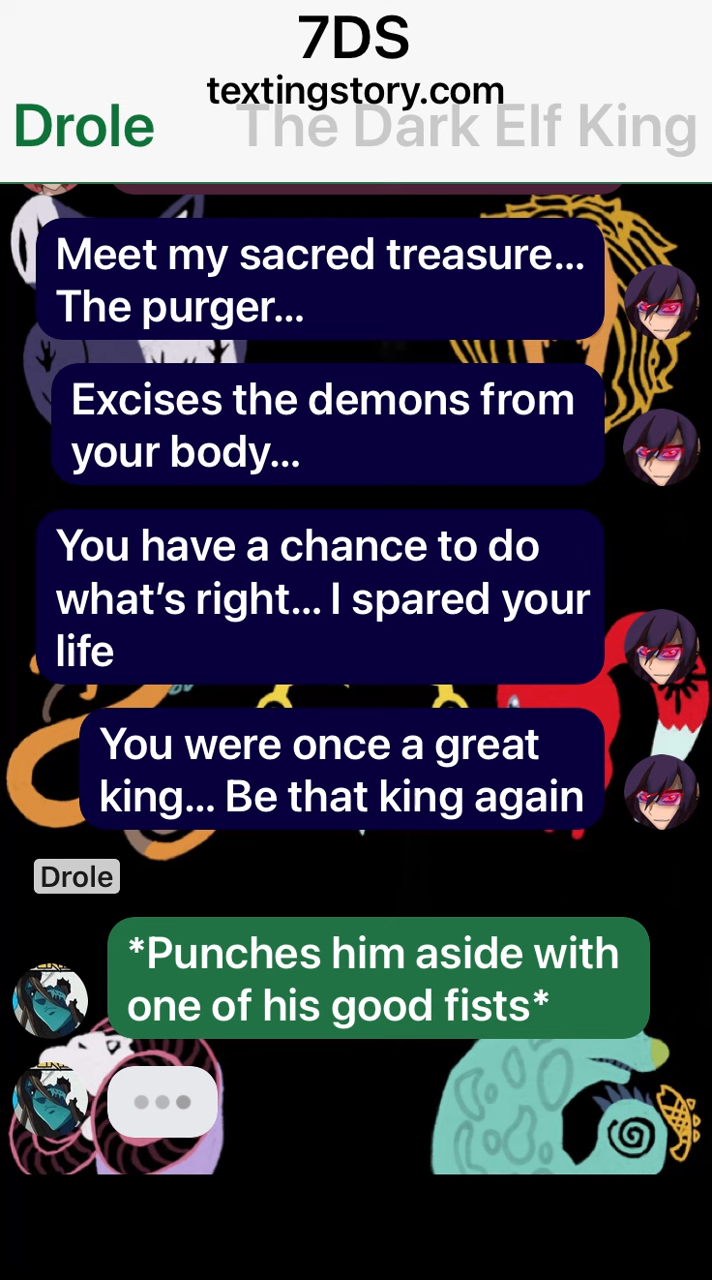 7DS
textingstory.com
Drole
The Dark Elf King
Meet my sacred treasure...
The purger...
Excises the demons from
your body...
You have a chance to do
what’s right... I spared your
life
You were once a great
king... Be that king again
Drole
*Punches him aside with
one of his good fists*